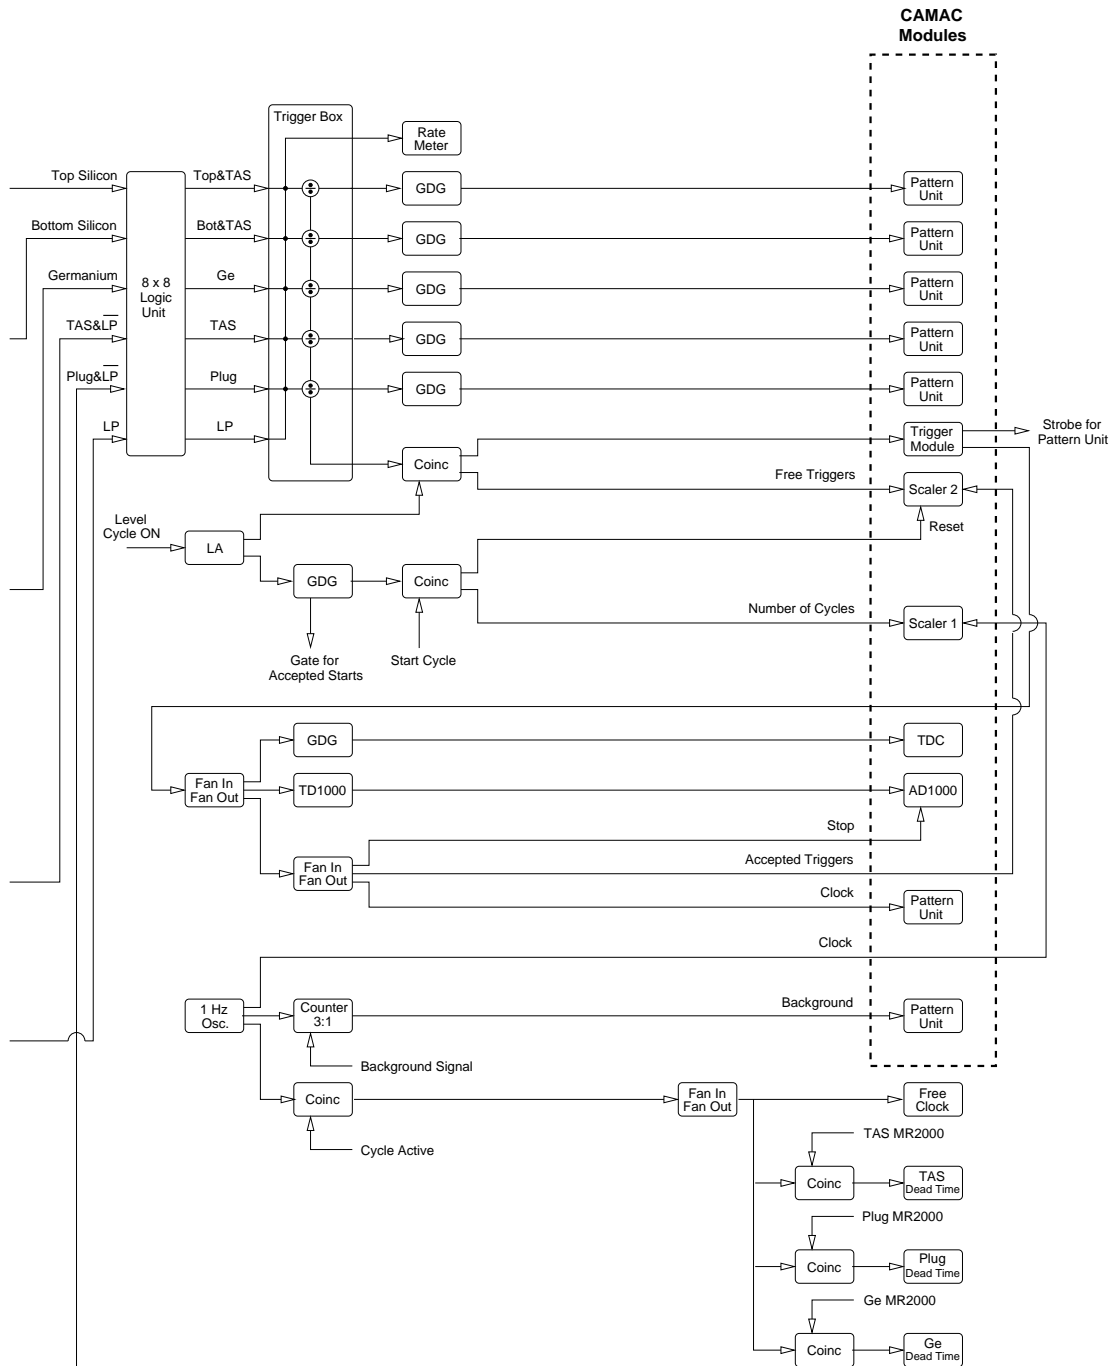 CAMAC
Modules
Trigger Box
Rate
Meter
Top Silicon
Top&TAS
GDG
Pattern
Unit
Bottom Silicon
Bot&TAS
GDG
Pattern
Unit
Germanium
8 x 8
Logic
Unit
Ge
GDG
Pattern
Unit
TAS&L̅P̅
TAS
GDG
Pattern
Unit
Plug&L̅P̅
Plug
GDG
Pattern
Unit
LP
LP
Coinc
Trigger
Module
Strobe for
Pattern Unit
Free Triggers
Scaler 2
Reset
Level
Cycle ON
LA
GDG
Coinc
Number of Cycles
Scaler 1
Gate for
Accepted Starts
Start Cycle
GDG
TDC
Fan In
Fan Out
TD1000
AD1000
Stop
Fan In
Fan Out
Accepted Triggers
Clock
Pattern
Unit
Clock
1 Hz
Osc.
Counter
3:1
Background
Pattern
Unit
Background Signal
Coinc
Fan In
Fan Out
Free
Clock
Cycle Active
TAS MR2000
Coinc
TAS
Dead Time
Plug MR2000
Coinc
Plug
Dead Time
Ge MR2000
Coinc
Ge
Dead Time